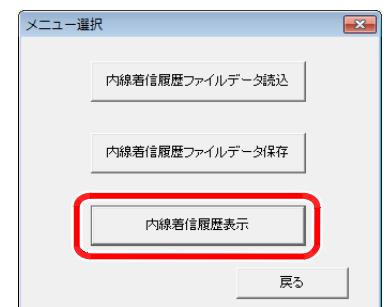 メニュー選択
内線着信履歴ファイルデータ読込
内線着信履歴ファイルデータ保存
内線着信履歴表示
戻る